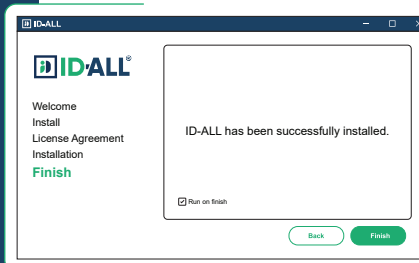 ID-ALL
ID-ALL®
Welcome
Install
License Agreement
Installation
Finish
ID-ALL has been successfully installed.
Run on finish
Back
Finish